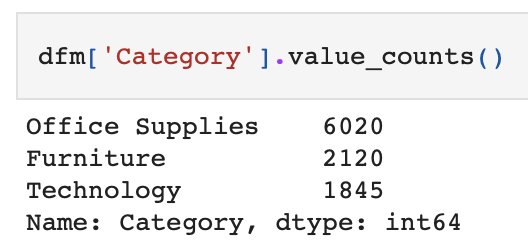 dfm['Category'].value_counts()
Office Supplies    6020
Furniture          2120
Technology         1845
Name: Category, dtype: int64